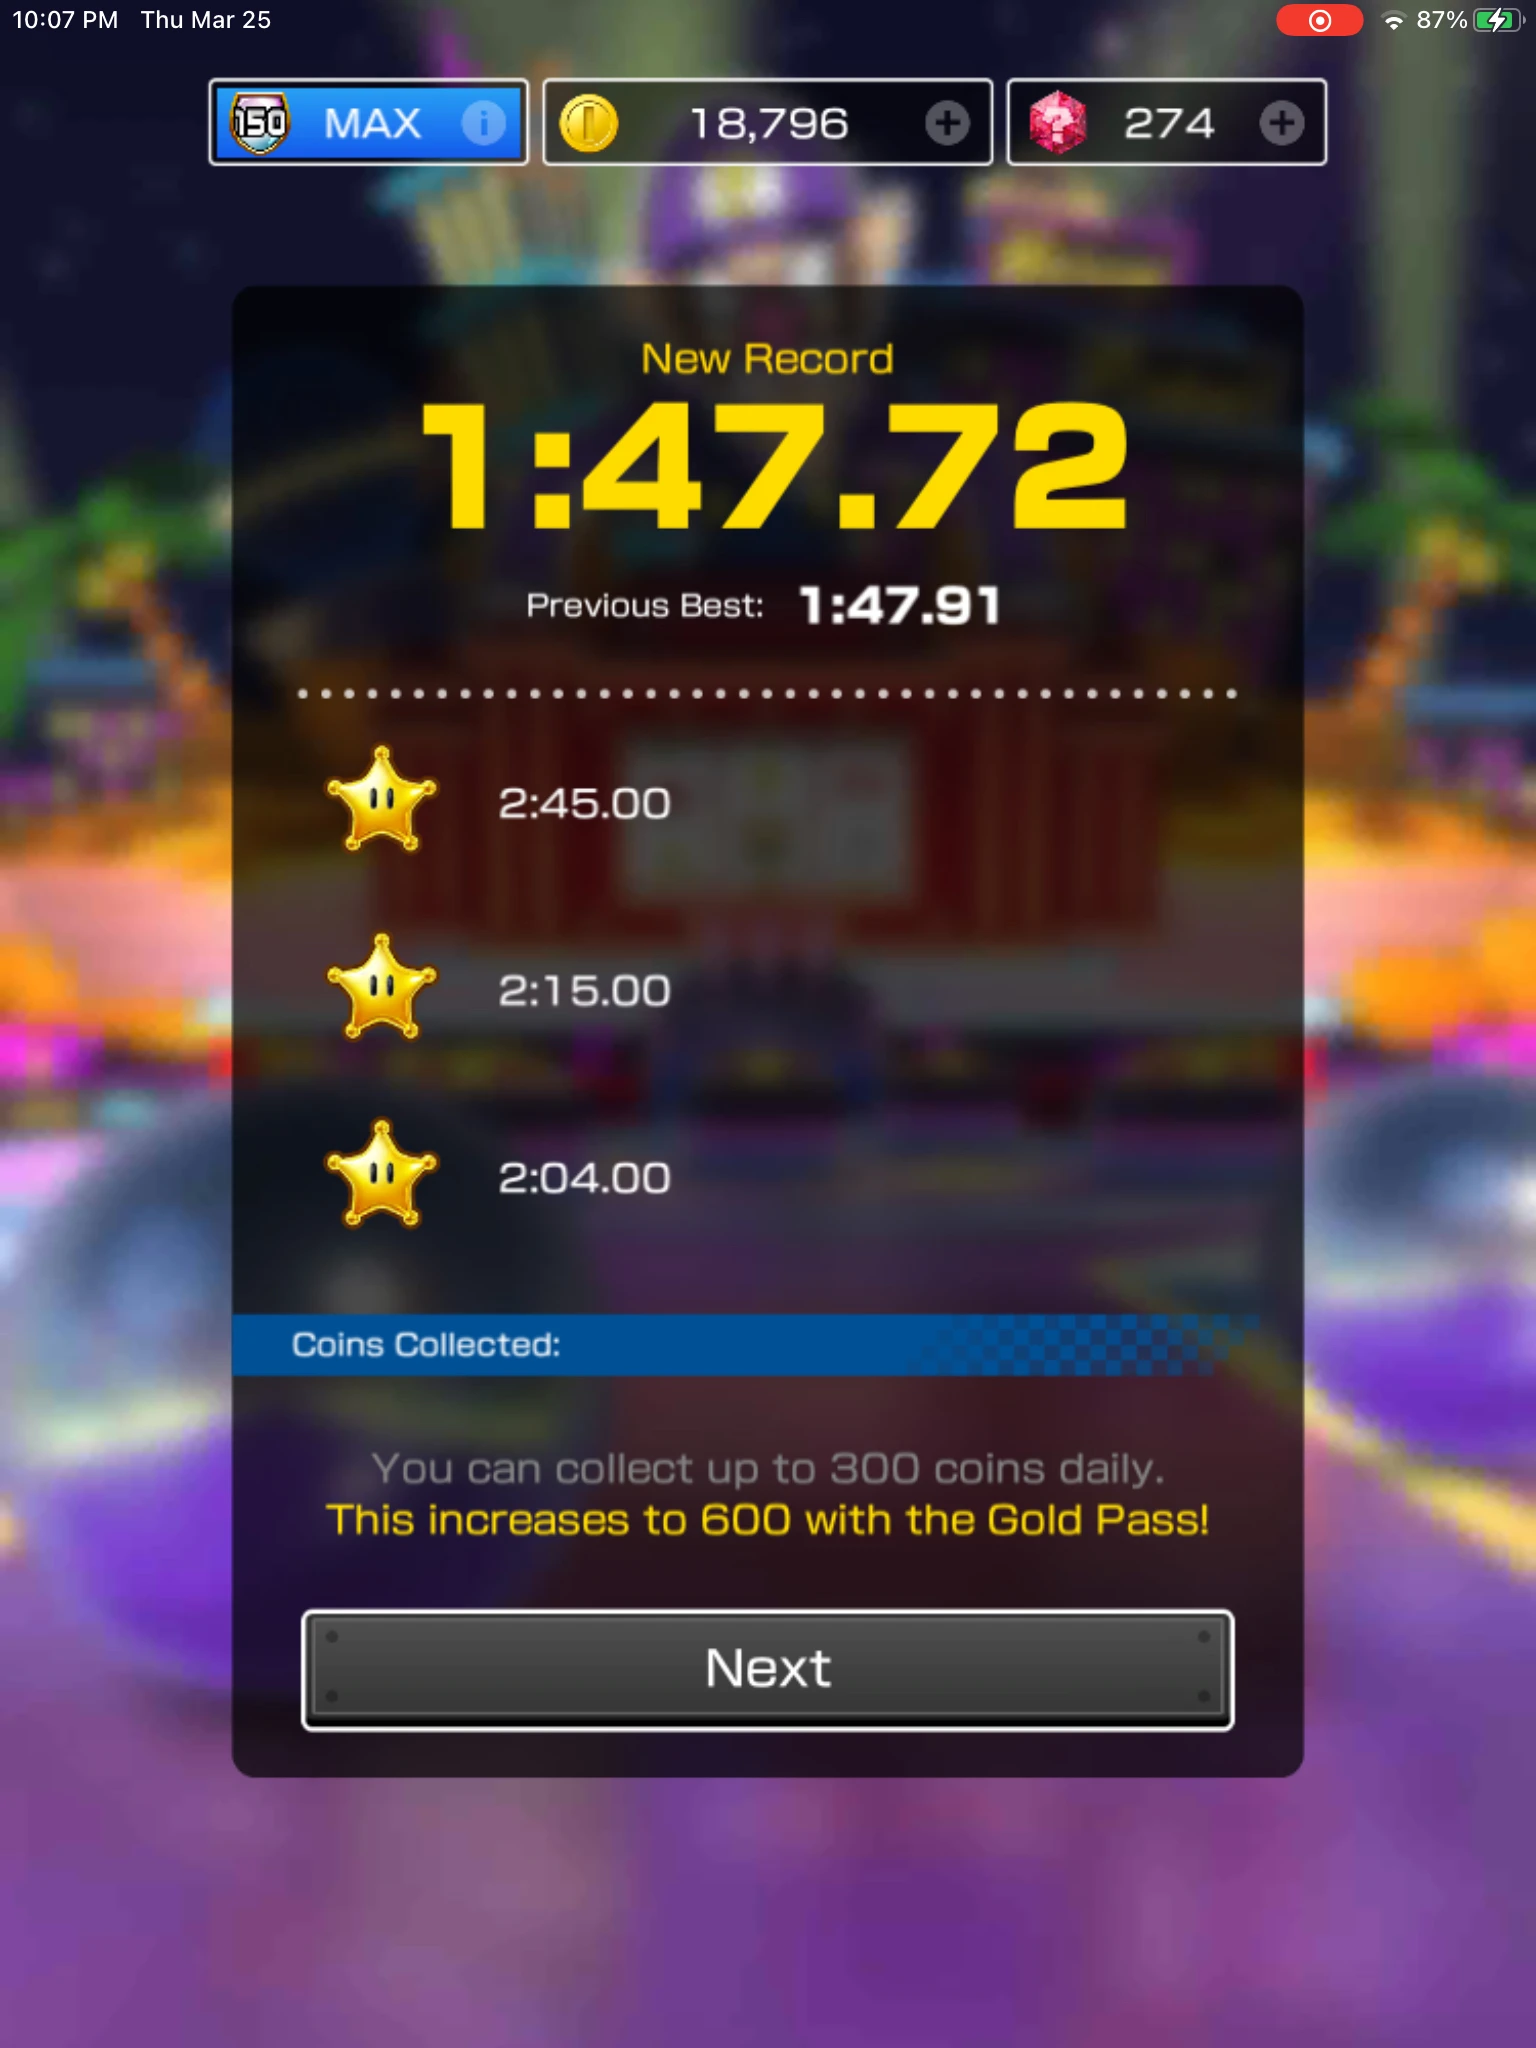 10:07 PM Thu Mar 25 87%
150 MAX i 18,796 + ? 274 +
New Record
1:47.72
Previous Best: 1:47.91
2:45.00
2:15.00
2:04.00
Coins Collected:
You can collect up to 300 coins daily.
This increases to 600 with the Gold Pass!
Next